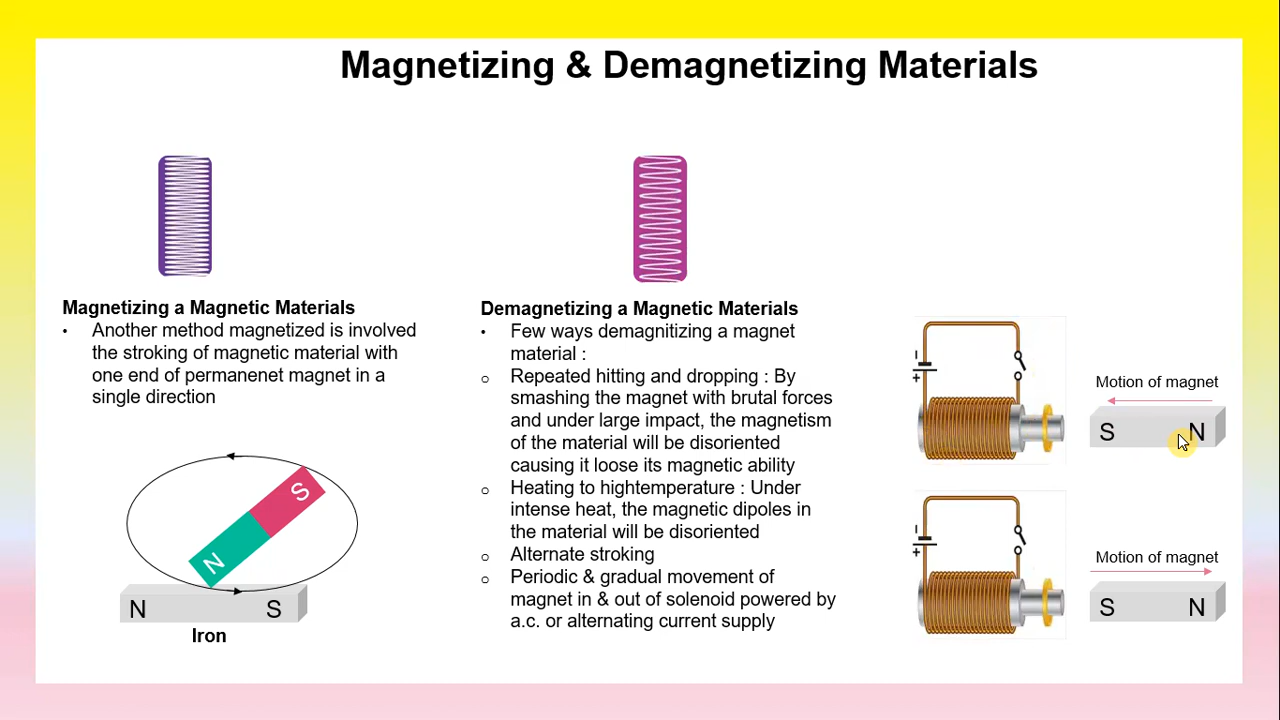 Magnetizing & Demagnetizing Materials
Magnetizing a Magnetic Materials
• Another method magnetized is involved
the stroking of magnetic material with
one end of permanenet magnet in a
single direction
S
N
N S
Iron
Demagnetizing a Magnetic Materials
• Few ways demagnitizing a magnet
material :
o Repeated hitting and dropping : By
smashing the magnet with brutal forces
and under large impact, the magnetism
of the material will be disoriented
causing it loose its magnetic ability
o Heating to hightemperature : Under
intense heat, the magnetic dipoles in
the material will be disoriented
o Alternate stroking
o Periodic & gradual movement of
magnet in & out of solenoid powered by
a.c. or alternating current supply
-
+
Motion of magnet
S N
-
+
Motion of magnet
S N